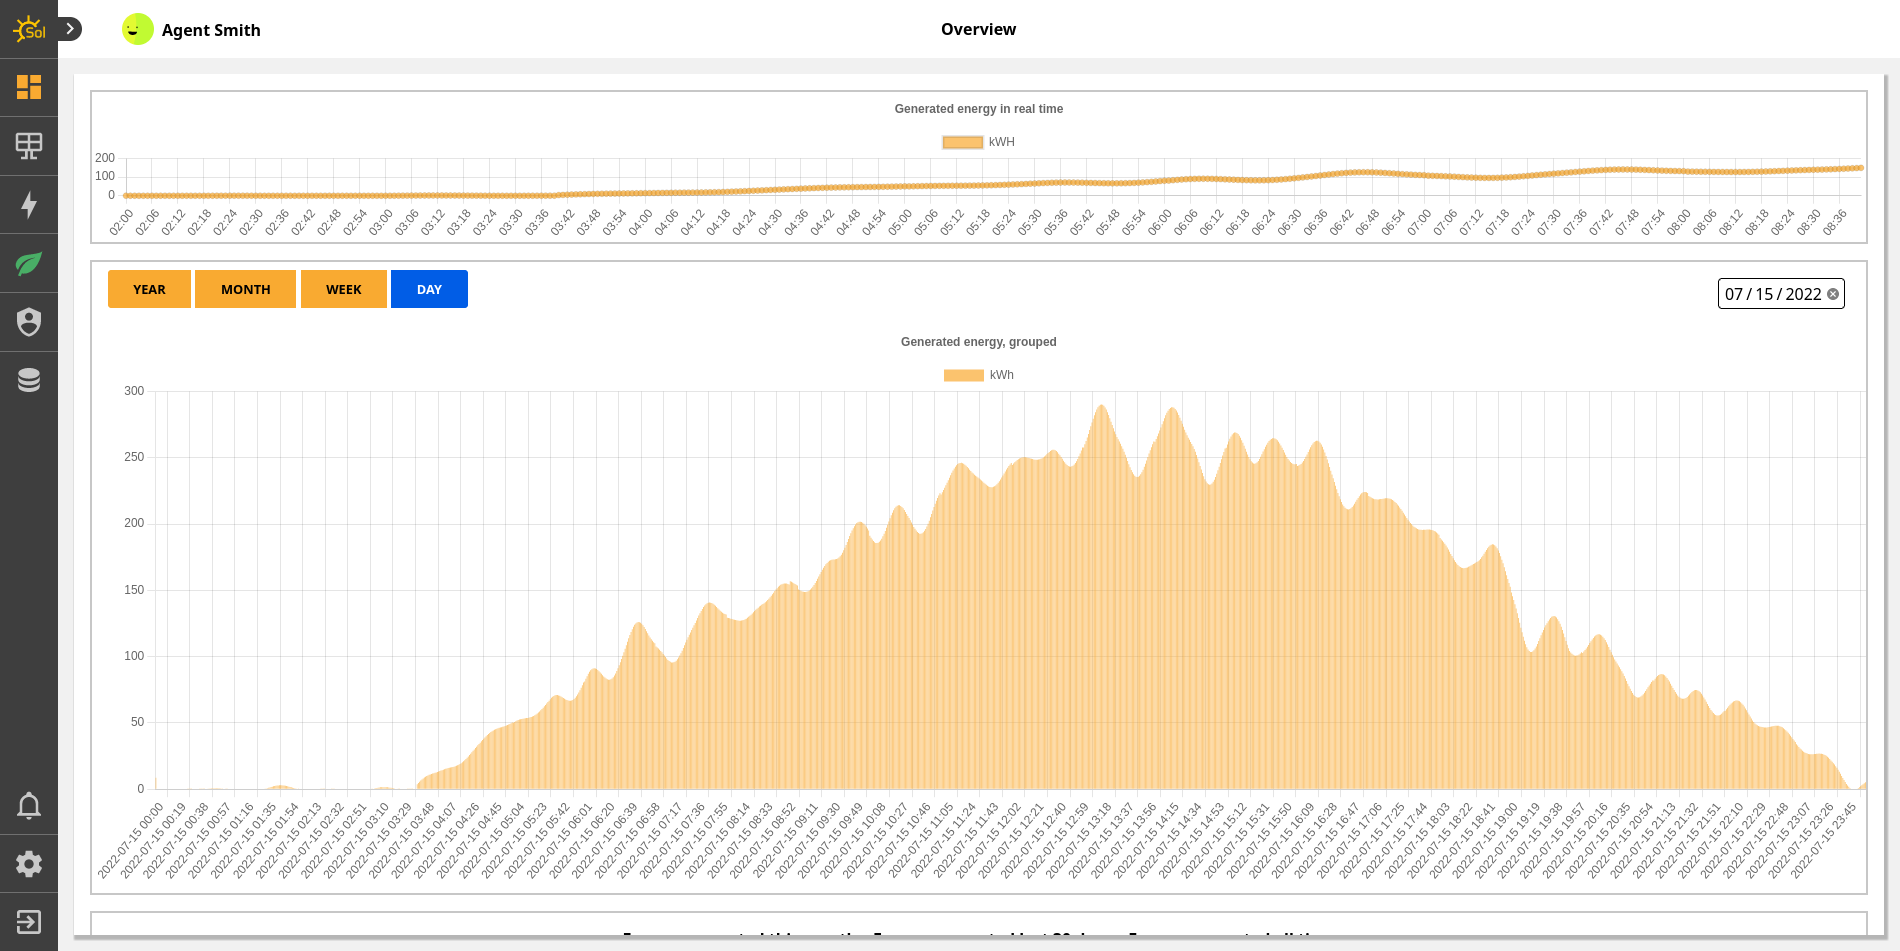 Sol
Agent Smith
Overview
Generated energy in real time
kWH
200
100
0
02:00 02:06 02:12 02:18 02:24 02:30 02:36 02:42 02:48 02:54 03:00 03:06 03:12 03:18 03:24 03:30 03:36 03:42 03:48 03:54 04:00 04:06 04:12 04:18 04:24 04:30 04:36 04:42 04:48 04:54 05:00 05:06 05:12 05:18 05:24 05:30 05:36 05:42 05:48 05:54 06:00 06:06 06:12 06:18 06:24 06:30 06:36 06:42 06:48 06:54 07:00 07:06 07:12 07:18 07:24 07:30 07:36 07:42 07:48 07:54 08:00 08:06 08:12 08:18 08:24 08:30 08:36
YEAR MONTH WEEK DAY
07 / 15 / 2022
Generated energy, grouped
kWh
300
250
200
150
100
50
0
2022-07-15 00:00 2022-07-15 00:19 2022-07-15 00:38 2022-07-15 00:57 2022-07-15 01:16 2022-07-15 01:35 2022-07-15 01:54 2022-07-15 02:13 2022-07-15 02:32 2022-07-15 02:51 2022-07-15 03:10 2022-07-15 03:29 2022-07-15 03:48 2022-07-15 04:07 2022-07-15 04:26 2022-07-15 04:45 2022-07-15 05:04 2022-07-15 05:23 2022-07-15 05:42 2022-07-15 06:01 2022-07-15 06:20 2022-07-15 06:39 2022-07-15 06:58 2022-07-15 07:17 2022-07-15 07:36 2022-07-15 07:55 2022-07-15 08:14 2022-07-15 08:33 2022-07-15 08:52 2022-07-15 09:11 2022-07-15 09:30 2022-07-15 09:49 2022-07-15 10:08 2022-07-15 10:27 2022-07-15 10:46 2022-07-15 11:05 2022-07-15 11:24 2022-07-15 11:43 2022-07-15 12:02 2022-07-15 12:21 2022-07-15 12:40 2022-07-15 12:59 2022-07-15 13:18 2022-07-15 13:37 2022-07-15 13:56 2022-07-15 14:15 2022-07-15 14:34 2022-07-15 14:53 2022-07-15 15:12 2022-07-15 15:31 2022-07-15 15:50 2022-07-15 16:09 2022-07-15 16:28 2022-07-15 16:47 2022-07-15 17:06 2022-07-15 17:25 2022-07-15 17:44 2022-07-15 18:03 2022-07-15 18:22 2022-07-15 18:41 2022-07-15 19:00 2022-07-15 19:19 2022-07-15 19:38 2022-07-15 19:57 2022-07-15 20:16 2022-07-15 20:35 2022-07-15 20:54 2022-07-15 21:13 2022-07-15 21:32 2022-07-15 21:51 2022-07-15 22:10 2022-07-15 22:29 2022-07-15 22:48 2022-07-15 23:07 2022-07-15 23:26 2022-07-15 23:45